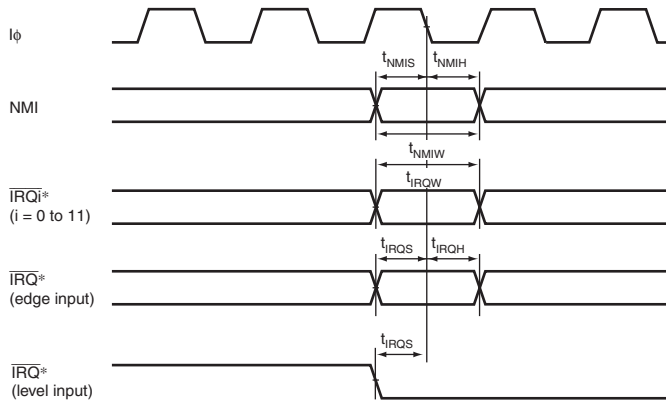 Iϕ
tNMIS tNMIH
NMI
tNMIW
IRQi*
(i = 0 to 11)
tIRQW
tIRQS tIRQH
IRQ*
(edge input)
tIRQS
IRQ*
(level input)